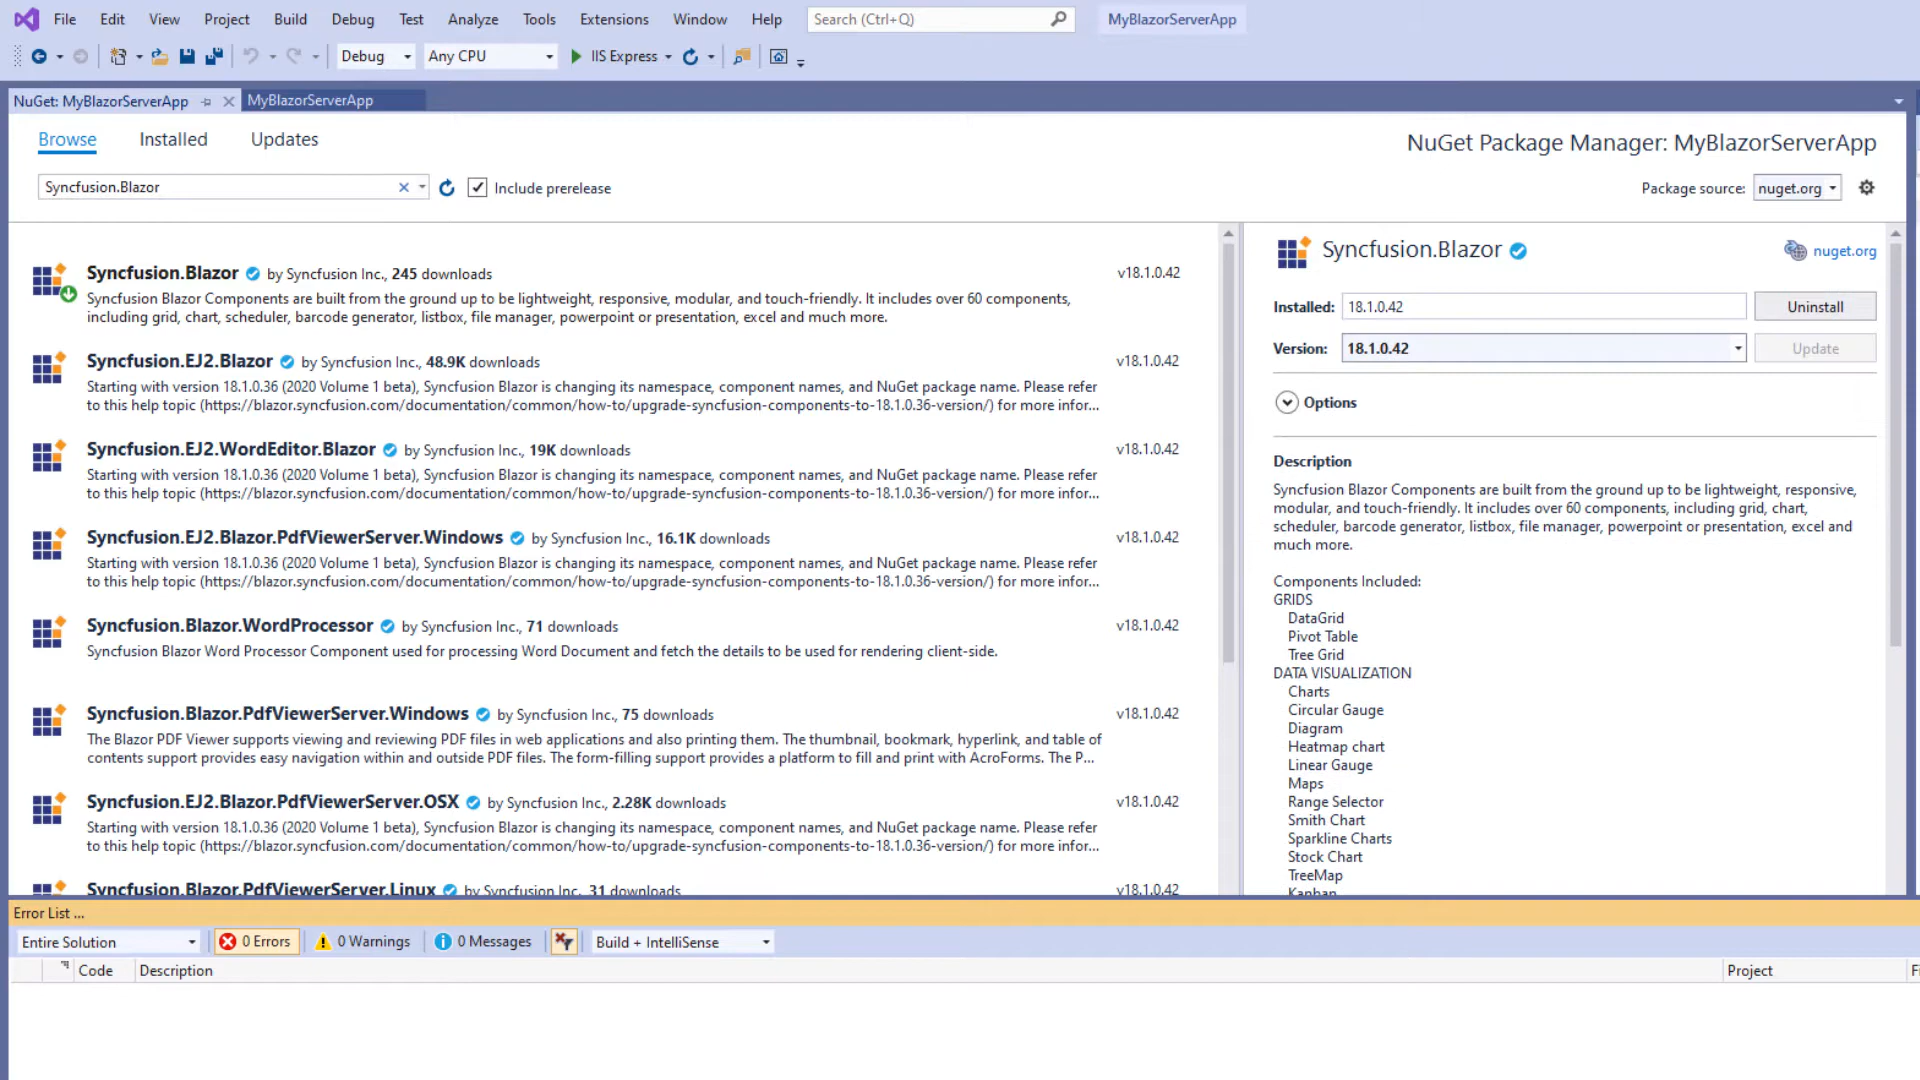 File Edit View Project Build Debug Test Analyze Tools Extensions Window Help Search (Ctrl+Q) MyBlazorServerApp
Debug Any CPU IIS Express
NuGet: MyBlazorServerApp MyBlazorServerApp
Browse Installed Updates
NuGet Package Manager: MyBlazorServerApp
Syncfusion.Blazor Include prerelease
Package source: nuget.org
Syncfusion.Blazor by Syncfusion Inc., 245 downloads v18.1.0.42
Syncfusion Blazor Components are built from the ground up to be lightweight, responsive, modular, and touch-friendly. It includes over 60 components,
including grid, chart, scheduler, barcode generator, listbox, file manager, powerpoint or presentation, excel and much more.
Syncfusion.EJ2.Blazor by Syncfusion Inc., 48.9K downloads v18.1.0.42
Starting with version 18.1.0.36 (2020 Volume 1 beta), Syncfusion Blazor is changing its namespace, component names, and NuGet package name. Please refer
to this help topic (https://blazor.syncfusion.com/documentation/common/how-to/upgrade-syncfusion-components-to-18.1.0.36-version/) for more infor...
Syncfusion.EJ2.WordEditor.Blazor by Syncfusion Inc., 19K downloads v18.1.0.42
Starting with version 18.1.0.36 (2020 Volume 1 beta), Syncfusion Blazor is changing its namespace, component names, and NuGet package name. Please refer
to this help topic (https://blazor.syncfusion.com/documentation/common/how-to/upgrade-syncfusion-components-to-18.1.0.36-version/) for more infor...
Syncfusion.EJ2.Blazor.PdfViewerServer.Windows by Syncfusion Inc., 16.1K downloads v18.1.0.42
Starting with version 18.1.0.36 (2020 Volume 1 beta), Syncfusion Blazor is changing its namespace, component names, and NuGet package name. Please refer
to this help topic (https://blazor.syncfusion.com/documentation/common/how-to/upgrade-syncfusion-components-to-18.1.0.36-version/) for more infor...
Syncfusion.Blazor.WordProcessor by Syncfusion Inc., 71 downloads v18.1.0.42
Syncfusion Blazor Word Processor Component used for processing Word Document and fetch the details to be used for rendering client-side.
Syncfusion.Blazor.PdfViewerServer.Windows by Syncfusion Inc., 75 downloads v18.1.0.42
The Blazor PDF Viewer supports viewing and reviewing PDF files in web applications and also printing them. The thumbnail, bookmark, hyperlink, and table of
contents support provides easy navigation within and outside PDF files. The form-filling support provides a platform to fill and print with AcroForms. The P...
Syncfusion.EJ2.Blazor.PdfViewerServer.OSX by Syncfusion Inc., 2.28K downloads v18.1.0.42
Starting with version 18.1.0.36 (2020 Volume 1 beta), Syncfusion Blazor is changing its namespace, component names, and NuGet package name. Please refer
to this help topic (https://blazor.syncfusion.com/documentation/common/how-to/upgrade-syncfusion-components-to-18.1.0.36-version/) for more infor...
Syncfusion.Blazor.PdfViewerServer.Linux by Syncfusion Inc. 31 downloads v18.1.0.42
Syncfusion.Blazor nuget.org
Installed: 18.1.0.42 Uninstall
Version: 18.1.0.42 Update
Options
Description
Syncfusion Blazor Components are built from the ground up to be lightweight, responsive,
modular, and touch-friendly. It includes over 60 components, including grid, chart,
scheduler, barcode generator, listbox, file manager, powerpoint or presentation, excel and
much more.
Components Included:
GRIDS
DataGrid
Pivot Table
Tree Grid
DATA VISUALIZATION
Charts
Circular Gauge
Diagram
Heatmap chart
Linear Gauge
Maps
Range Selector
Smith Chart
Sparkline Charts
Stock Chart
TreeMap
Kanban
Error List ...
Entire Solution 0 Errors 0 Warnings 0 Messages Build + IntelliSense
Code Description Project